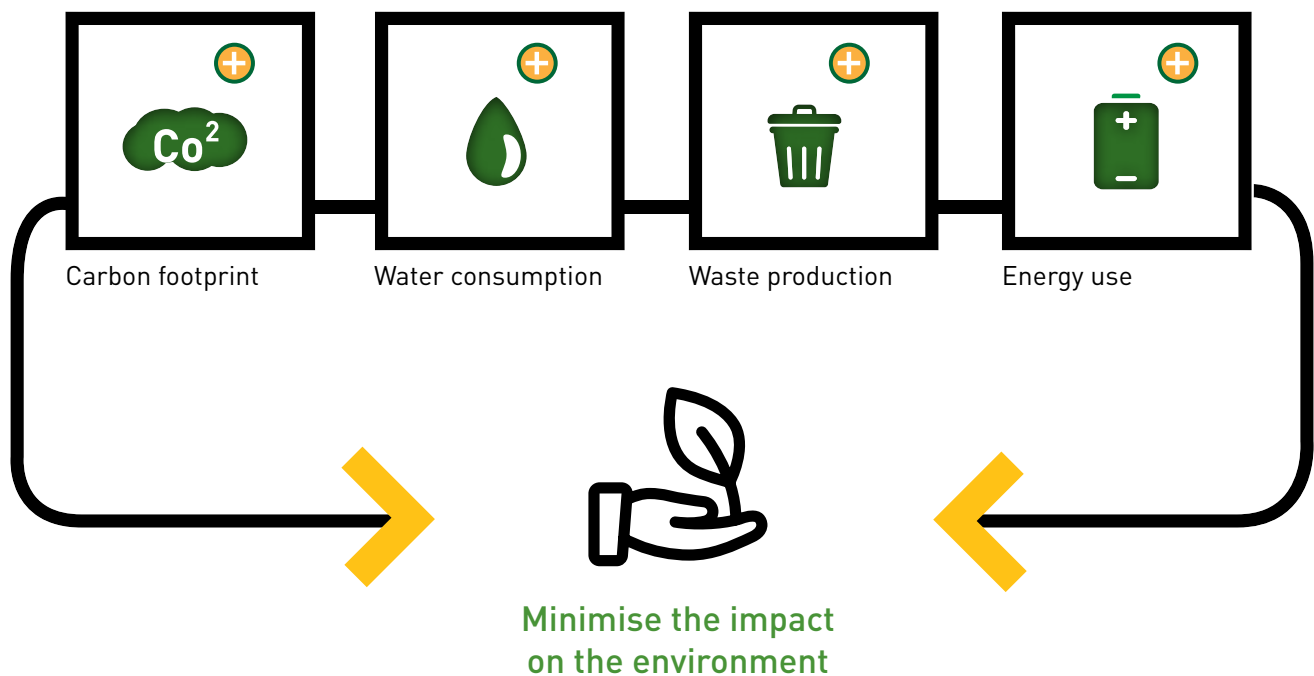 Co²
Carbon footprint
Water consumption
Waste production
Energy use
Minimise the impact
on the environment